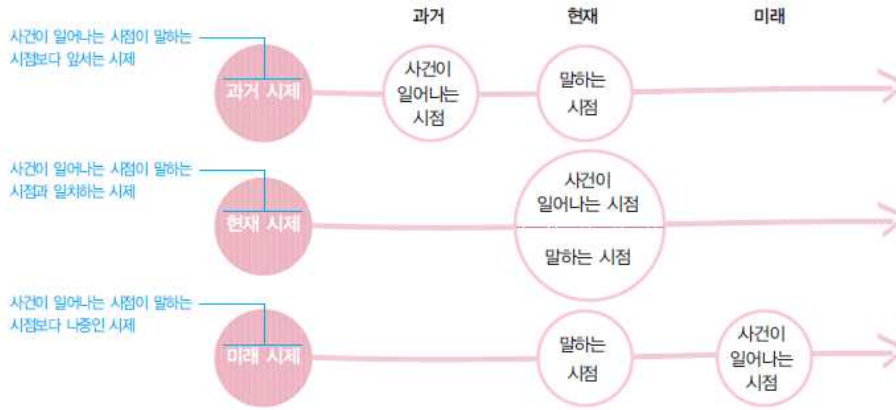 과거 현재 미래
사건이 일어나는 시점이 말하는
시점보다 앞서는 시제
과거 시제
사건이
일어나는
시점
말하는
시점
사건이 일어나는 시점이 말하는
시점과 일치하는 시제
현재 시제
사건이
일어나는 시점
말하는 시점
사건이 일어나는 시점이 말하는
시점보다 나중인 시제
미래 시제
말하는
시점
사건이
일어나는
시점